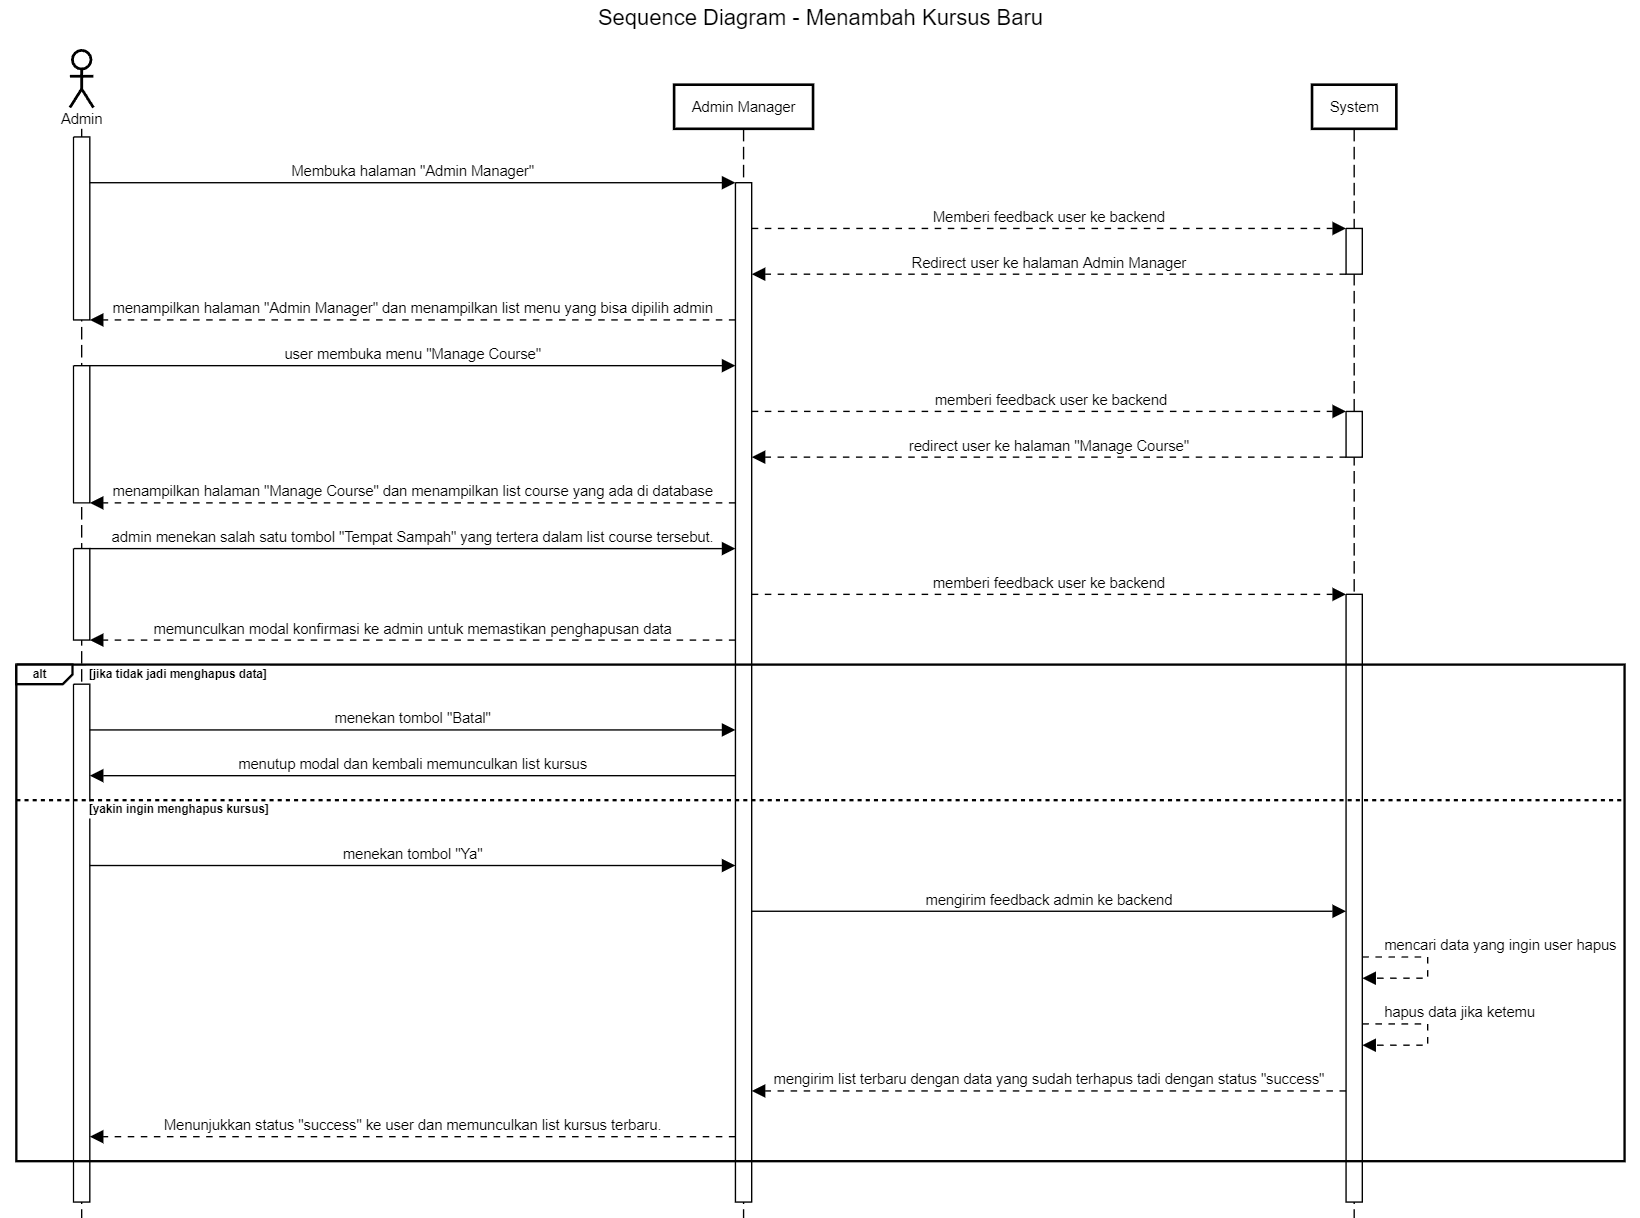 Sequence Diagram - Menambah Kursus Baru
Admin
Admin Manager
System
Membuka halaman "Admin Manager"
Memberi feedback user ke backend
Redirect user ke halaman Admin Manager
menampilkan halaman "Admin Manager" dan menampilkan list menu yang bisa dipilih admin
user membuka menu "Manage Course"
memberi feedback user ke backend
redirect user ke halaman "Manage Course"
menampilkan halaman "Manage Course" dan menampilkan list course yang ada di database
admin menekan salah satu tombol "Tempat Sampah" yang tertera dalam list course tersebut.
memberi feedback user ke backend
memunculkan modal konfirmasi ke admin untuk memastikan penghapusan data
alt
[jika tidak jadi menghapus data]
menekan tombol "Batal"
menutup modal dan kembali memunculkan list kursus
[yakin ingin menghapus kursus]
menekan tombol "Ya"
mengirim feedback admin ke backend
mencari data yang ingin user hapus
hapus data jika ketemu
mengirim list terbaru dengan data yang sudah terhapus tadi dengan status "success"
Menunjukkan status "success" ke user dan memunculkan list kursus terbaru.